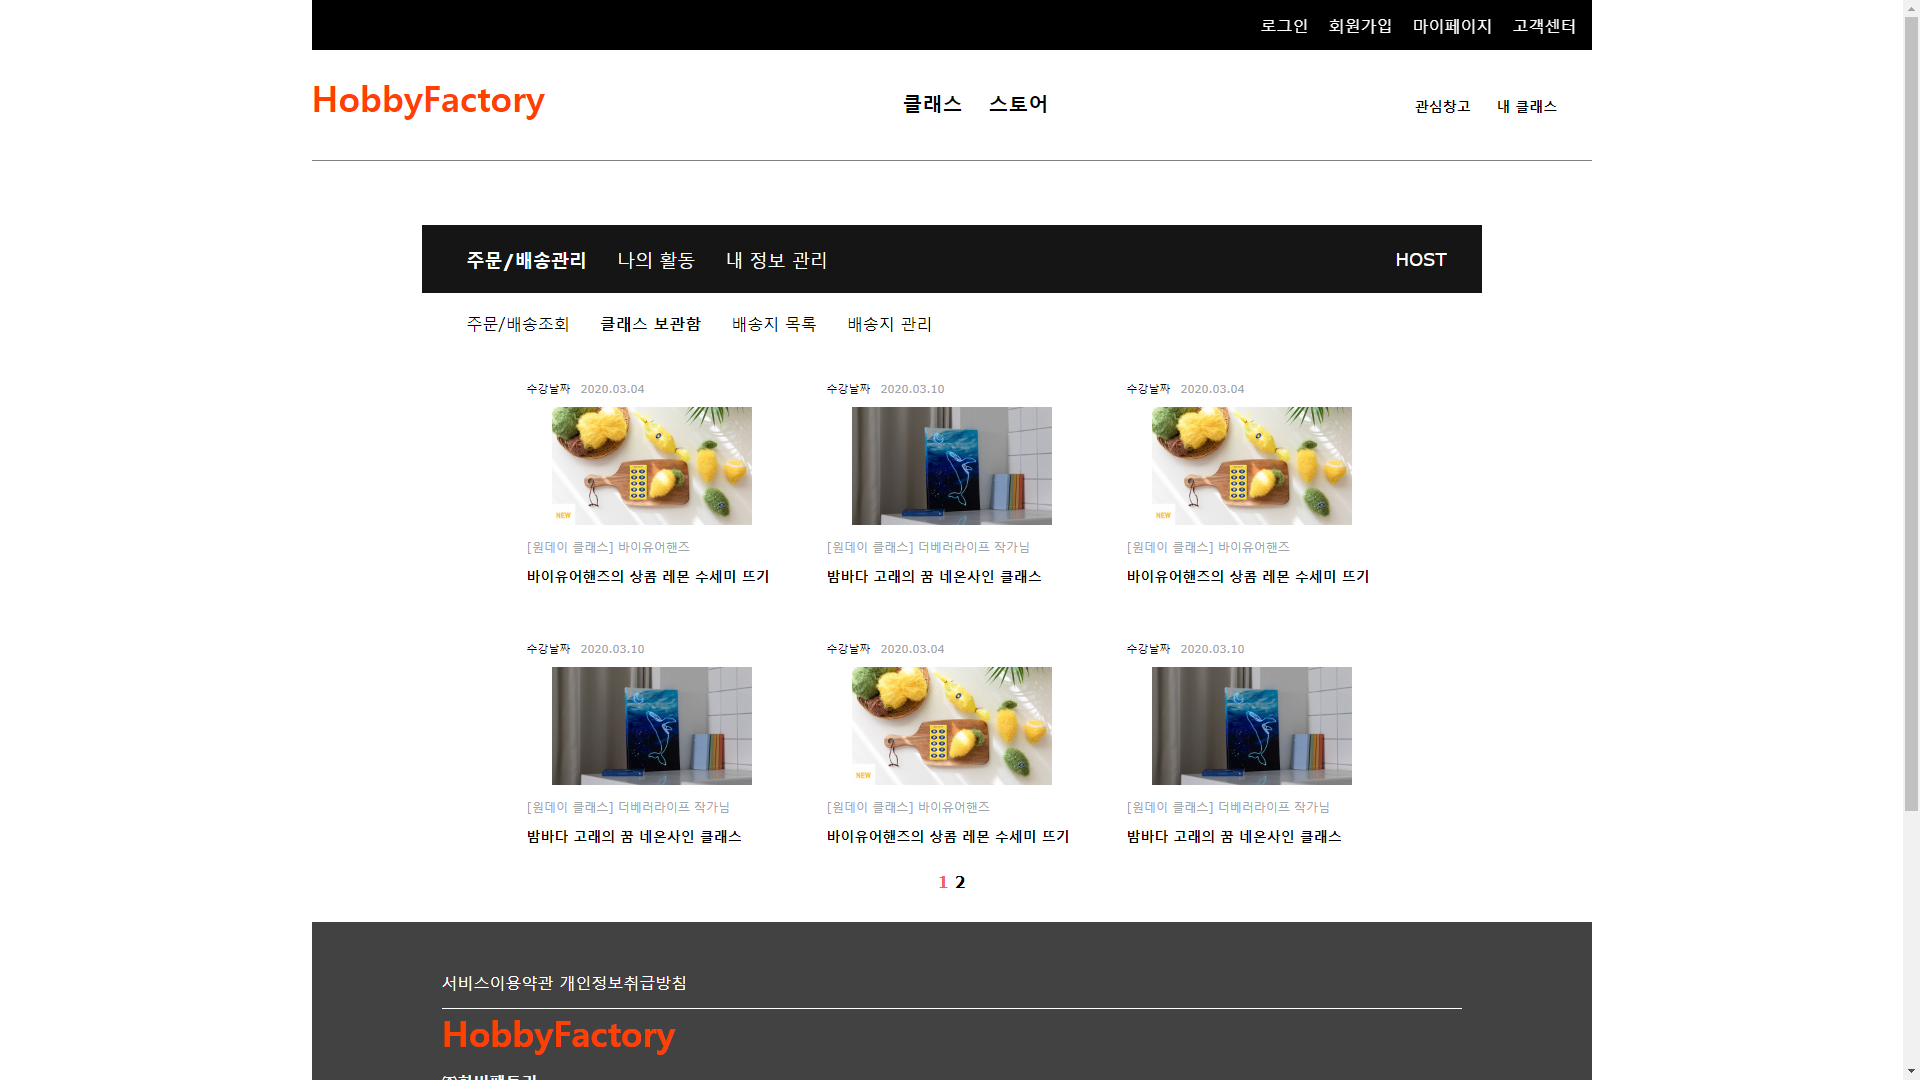 로그인 회원가입 마이페이지 고객센터
HobbyFactory 클래스 스토어 관심창고 내 클래스
주문/배송관리 나의 활동 내 정보 관리 HOST
주문/배송조회 클래스 보관함 배송지 목록 배송지 관리
수강날짜 2020.03.04 수강날짜 2020.03.10 수강날짜 2020.03.04
NEW NEW
[원데이 클래스] 바이유어핸즈 [원데이 클래스] 더베러라이프 작가님 [원데이 클래스] 바이유어핸즈
바이유어핸즈의 상콤 레몬 수세미 뜨기 밤바다 고래의 꿈 네온사인 클래스 바이유어핸즈의 상콤 레몬 수세미 뜨기
수강날짜 2020.03.10 수강날짜 2020.03.04 수강날짜 2020.03.10
NEW
[원데이 클래스] 더베러라이프 작가님 [원데이 클래스] 바이유어핸즈 [원데이 클래스] 더베러라이프 작가님
밤바다 고래의 꿈 네온사인 클래스 바이유어핸즈의 상콤 레몬 수세미 뜨기 밤바다 고래의 꿈 네온사인 클래스
1 2
서비스이용약관 개인정보취급방침
HobbyFactory